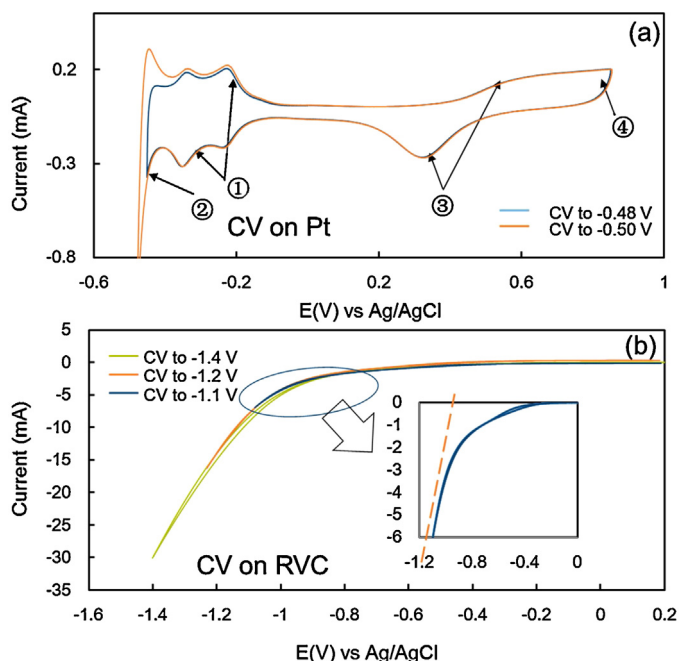 (a)
0.2
-0.3
-0.8
Current (mA)
①
②
③
④
CV on Pt
CV to -0.48 V
CV to -0.50 V
-0.6 -0.2 0.2 0.6 1
E(V) vs Ag/AgCl
(b)
5
0
-5
-10
-15
-20
-25
-30
-35
Current (mA)
CV to -1.4 V
CV to -1.2 V
CV to -1.1 V
0
-1
-2
-3
-4
-5
-6
-1.2 -0.8 -0.4 0
CV on RVC
-1.6 -1.4 -1.2 -1 -0.8 -0.6 -0.4 -0.2 0 0.2
E(V) vs Ag/AgCl